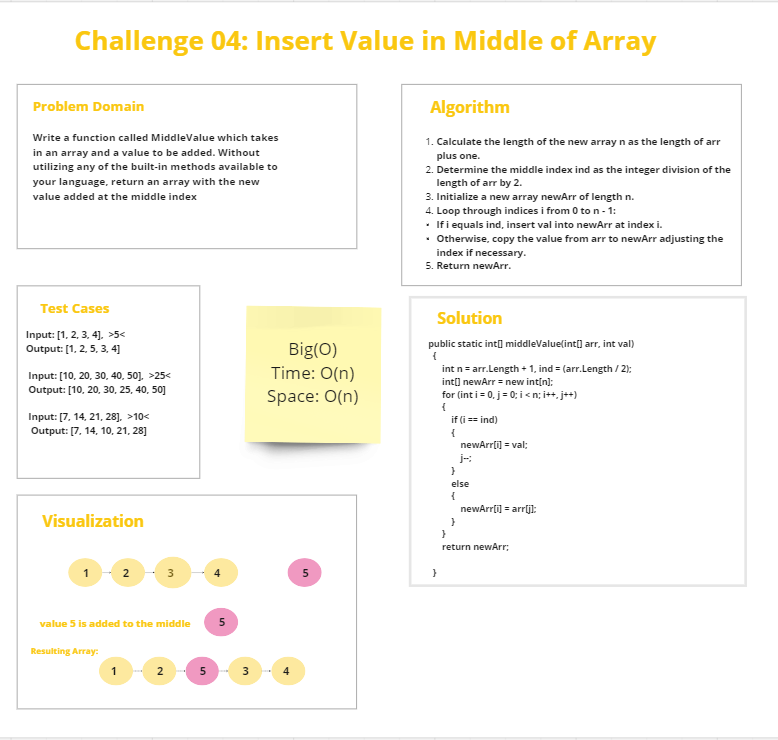 Challenge 04: Insert Value in Middle of Array
Problem Domain
Write a function called MiddleValue which takes
in an array and a value to be added. Without
utilizing any of the built-in methods available to
your language, return an array with the new
value added at the middle index
Algorithm
1. Calculate the length of the new array n as the length of arr
plus one.
2. Determine the middle index ind as the integer division of the
length of arr by 2.
3. Initialize a new array newArr of length n.
4. Loop through indices i from 0 to n - 1:
• If i equals ind, insert val into newArr at index i.
• Otherwise, copy the value from arr to newArr adjusting the
index if necessary.
5. Return newArr.
Test Cases
Input: [1, 2, 3, 4],  >5<
Output: [1, 2, 5, 3, 4]
Input: [10, 20, 30, 40, 50],  >25<
Output: [10, 20, 30, 25, 40, 50]
Input: [7, 14, 21, 28],  >10<
Output: [7, 14, 10, 21, 28]
Big(O)
Time: O(n)
Space: O(n)
Solution
public static int[] middleValue(int[] arr, int val)
{
int n = arr.Length + 1, ind = (arr.Length / 2);
int[] newArr = new int[n];
for (int i = 0, j = 0; i < n; i++, j++)
{
if (i == ind)
{
newArr[i] = val;
j--;
}
else
{
newArr[i] = arr[j];
}
}
return newArr;
}
Visualization
1 2 3 4 5
value 5 is added to the middle 5
Resulting Array:
1 2 5 3 4